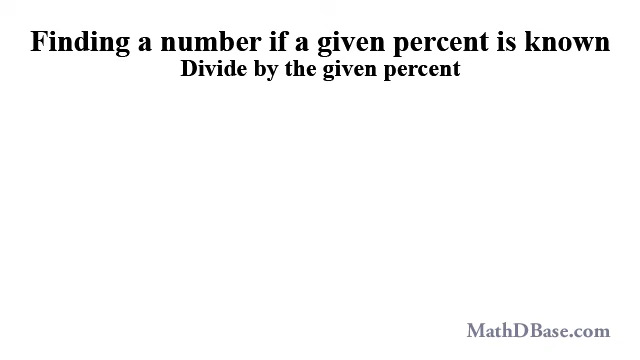 Finding a number if a given percent is known
Divide by the given percent
MathDBase.com